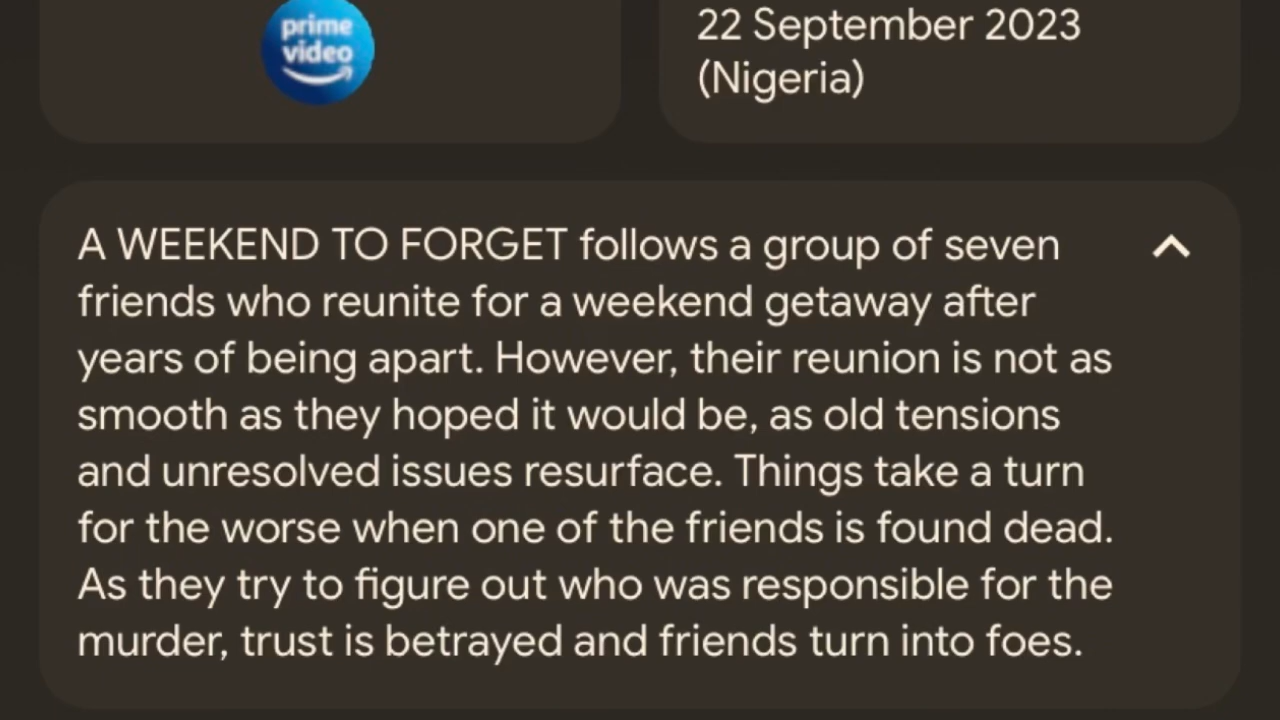 prime
video
22 September 2023
(Nigeria)
A WEEKEND TO FORGET follows a group of seven
friends who reunite for a weekend getaway after
years of being apart. However, their reunion is not as
smooth as they hoped it would be, as old tensions
and unresolved issues resurface. Things take a turn
for the worse when one of the friends is found dead.
As they try to figure out who was responsible for the
murder, trust is betrayed and friends turn into foes.